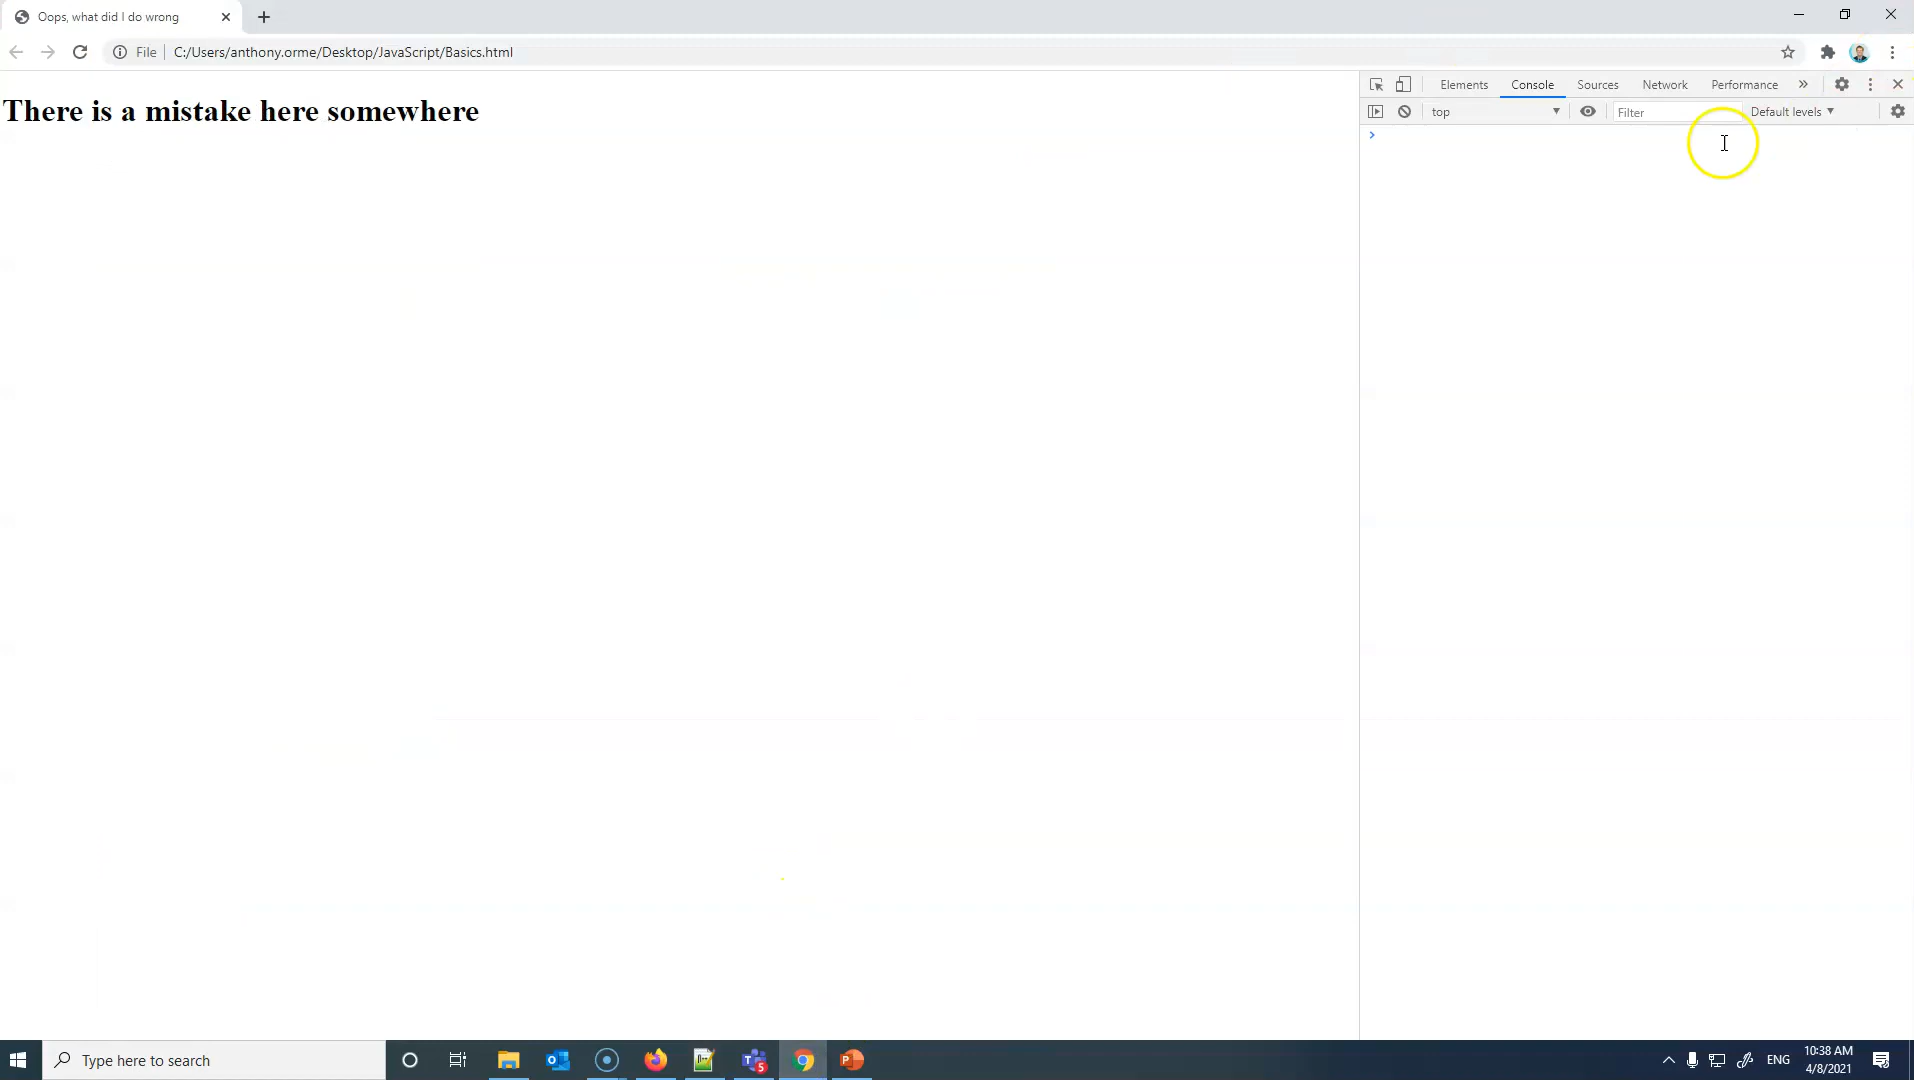 Oops, what did I do wrong
File
C:/Users/anthony.orme/Desktop/JavaScript/Basics.html
There is a mistake here somewhere
Elements
Console
Sources
Network
Performance
top
Filter
Default levels
Type here to search
5
ENG
10:38 AM
4/8/2021